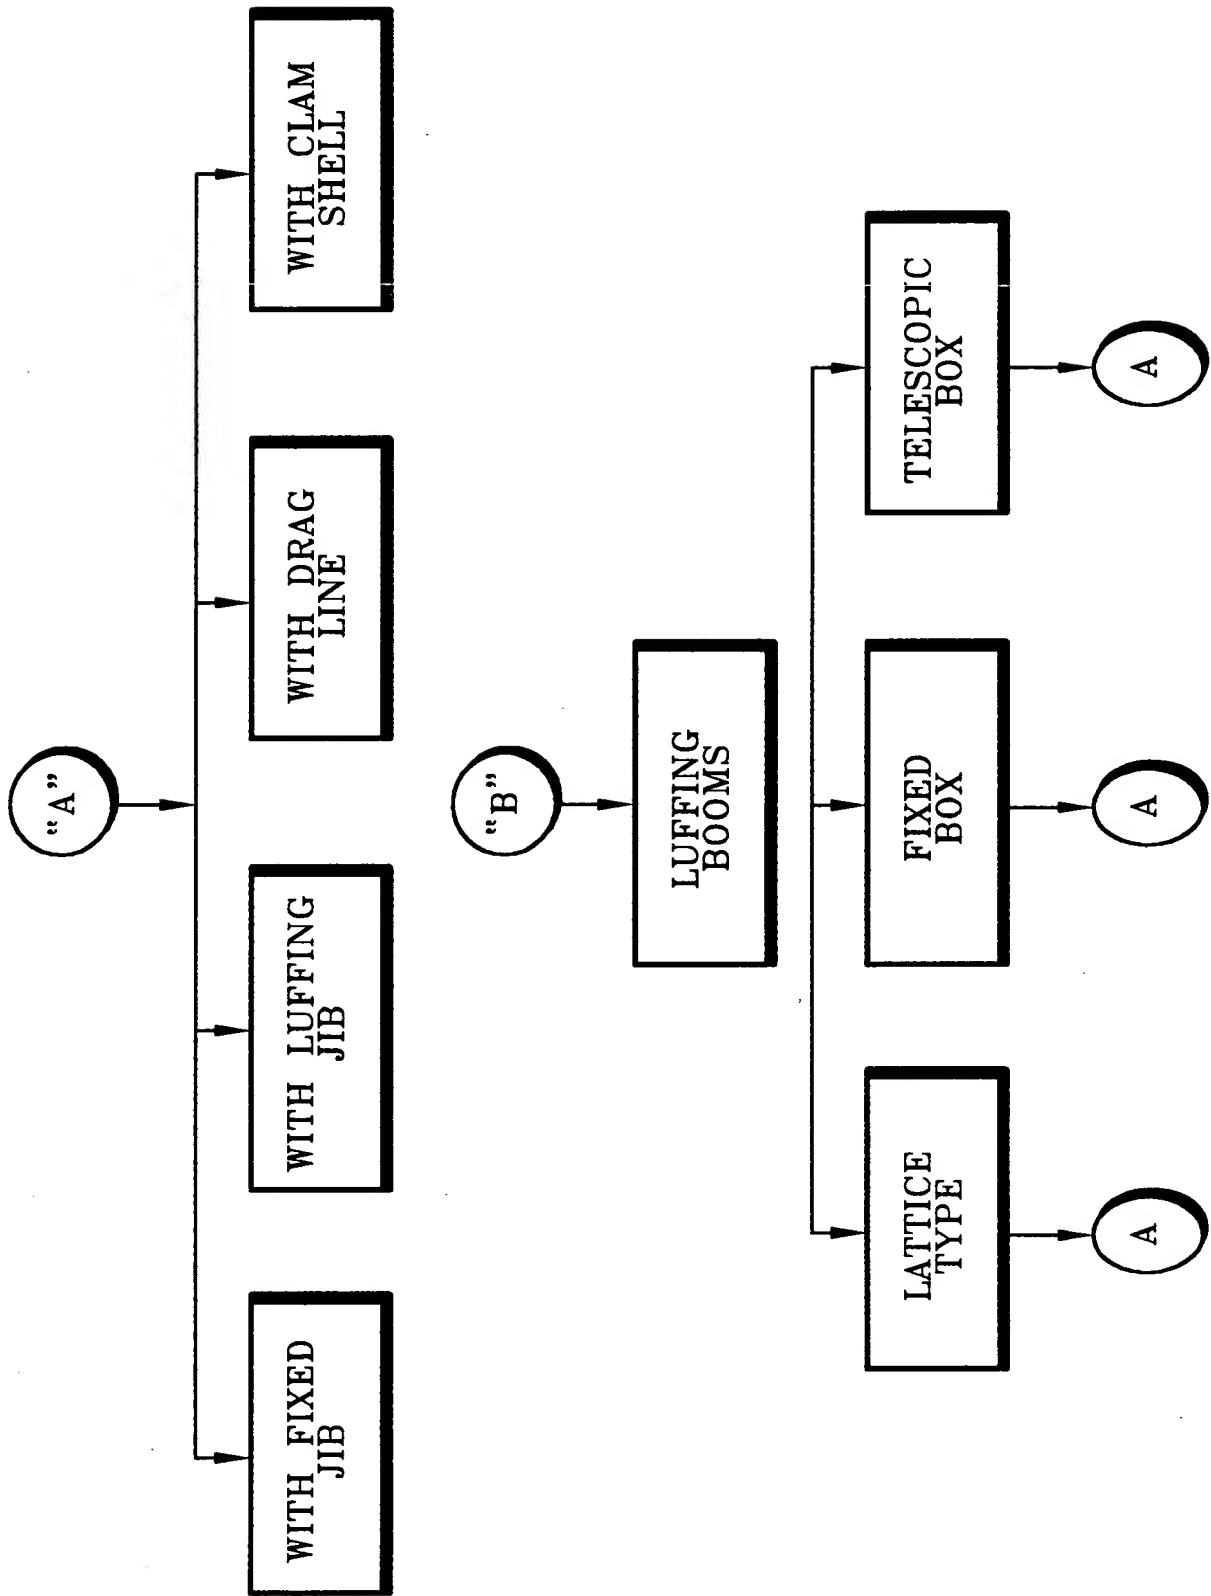 “A”
WITH FIXED
JIB
WITH LUFFING
JIB
WITH DRAG
LINE
WITH CLAM
SHELL
“B”
LUFFING
BOOMS
LATTICE
TYPE
FIXED
BOX
TELESCOPIC
BOX
A
A
A